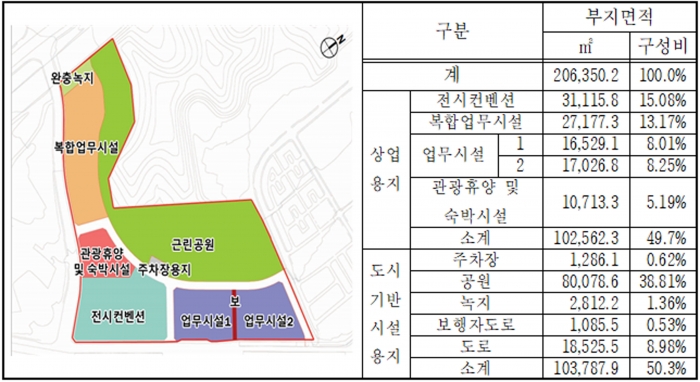 N
완충녹지
복합업무시설
근린공원
관광휴양
및 숙박시설
주차장용지
전시컨벤션
보
업무시설1
업무시설2
구분 부지면적
㎡ 구성비
계 206,350.2 100.0%
상업용지
전시컨벤션 31,115.8 15.08%
복합업무시설 27,177.3 13.17%
업무시설 1 16,529.1 8.01%
2 17,026.8 8.25%
관광휴양 및
숙박시설 10,713.3 5.19%
소계 102,562.3 49.7%
도시
기반
시설
용지
주차장 1,286.1 0.62%
공원 80,078.6 38.81%
녹지 2,812.2 1.36%
보행자도로 1,085.5 0.53%
도로 18,525.5 8.98%
소계 103,787.9 50.3%